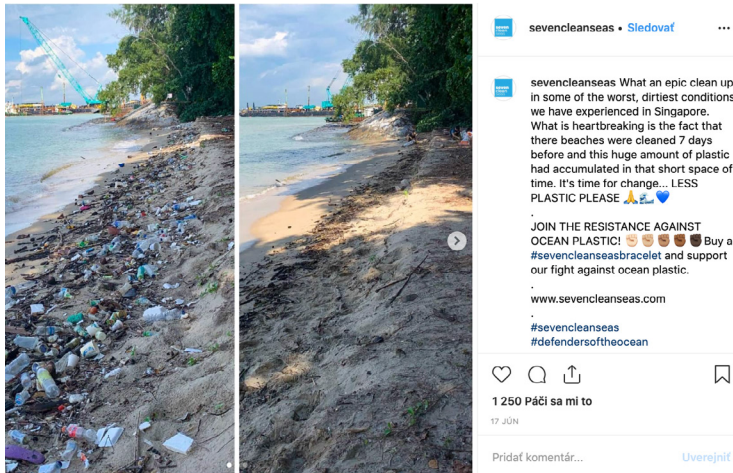 sevencleanseas • Sledovať
sevencleanseas What an epic clean up
in some of the worst, dirtiest conditions
we have experienced in Singapore.
What is heartbreaking is the fact that
there beaches were cleaned 7 days
before and this huge amount of plastic
had accumulated in that short space of
time. It's time for change... LESS
PLASTIC PLEASE 🙏🌊💙
.
JOIN THE RESISTANCE AGAINST
OCEAN PLASTIC! ✊🏻✊🏼✊🏽✊🏾✊🏿 Buy a
#sevencleanseasbracelet and support
our fight against ocean plastic.
.
www.sevencleanseas.com
.
#sevencleanseas
#defendersoftheocean
1 250 Páči sa mi to
17 JÚN
Pridať komentár...
Uverejniť